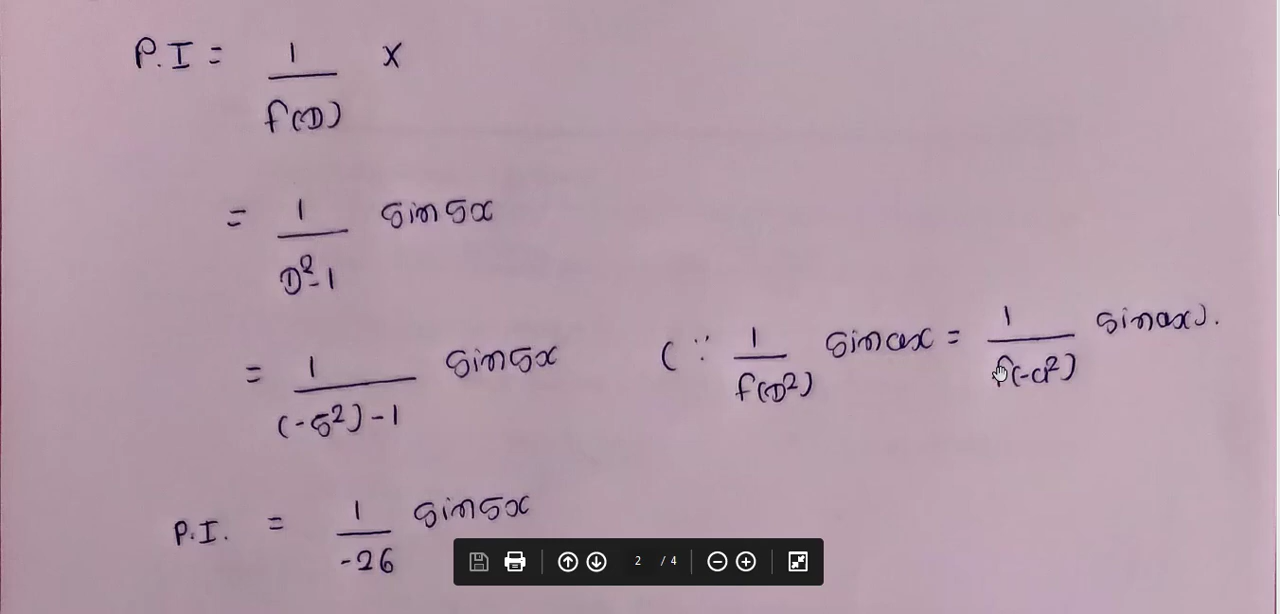 P.I = 1/f(D) X
= 1/D²-1 sin5x
= 1/(-5²)-1 sin5x (∵ 1/f(D²) sinax = 1/f(-a²) sinax).
P.I. = 1/-26 sin5x
2 / 4